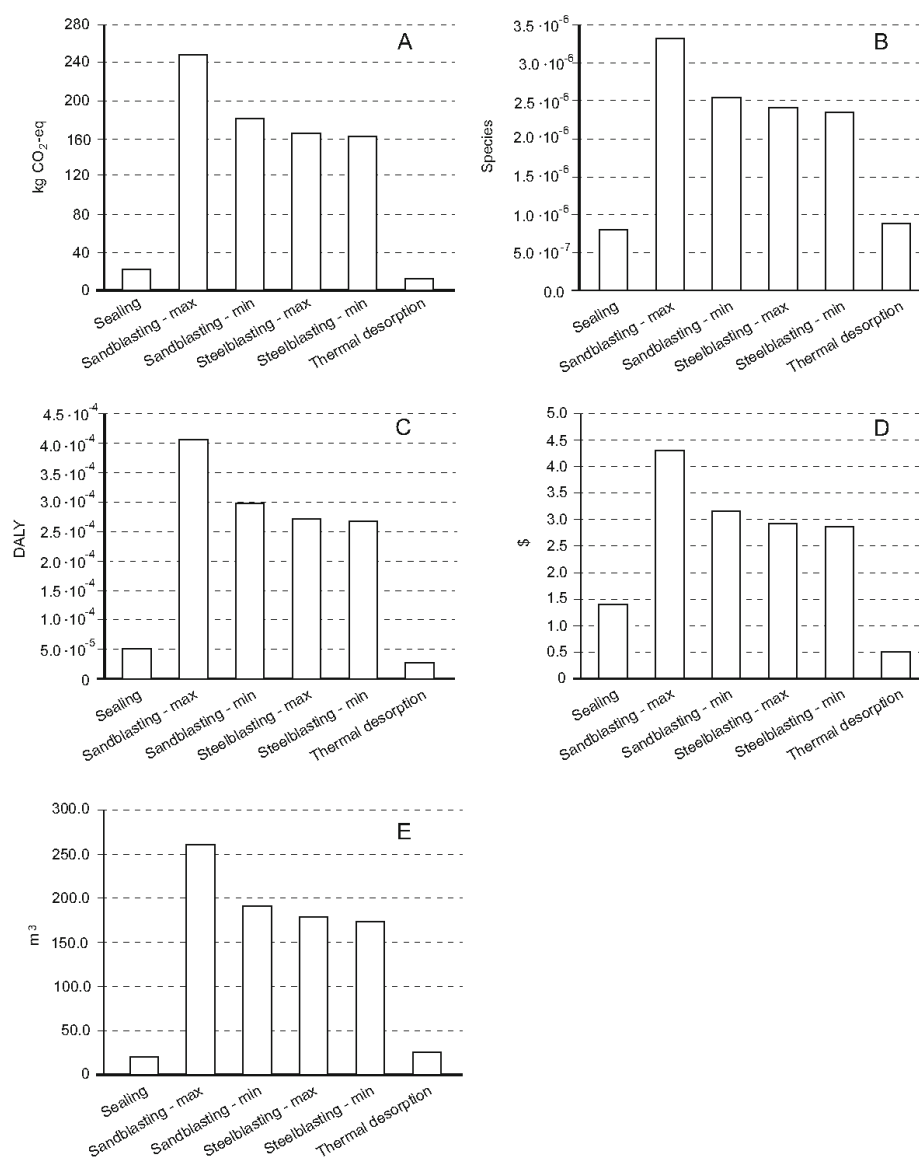 A
kg CO₂-eq
280
240
200
160
120
80
40
0
Sealing
Sandblasting - max
Sandblasting - min
Steelblasting - max
Steelblasting - min
Thermal desorption
B
Species
3.5·10⁻⁶
3.0·10⁻⁶
2.5·10⁻⁶
2.0·10⁻⁶
1.5·10⁻⁶
1.0·10⁻⁶
5.0·10⁻⁷
0.0
Sealing
Sandblasting - max
Sandblasting - min
Steelblasting - max
Steelblasting - min
Thermal desorption
C
DALY
4.5·10⁻⁴
4.0·10⁻⁴
3.5·10⁻⁴
3.0·10⁻⁴
2.5·10⁻⁴
2.0·10⁻⁴
1.5·10⁻⁴
1.0·10⁻⁴
5.0·10⁻⁵
0
Sealing
Sandblasting - max
Sandblasting - min
Steelblasting - max
Steelblasting - min
Thermal desorption
D
$
5.0
4.5
4.0
3.5
3.0
2.5
2.0
1.5
1.0
0.5
0
Sealing
Sandblasting - max
Sandblasting - min
Steelblasting - max
Steelblasting - min
Thermal desorption
E
m³
300.0
250.0
200.0
150.0
100.0
50.0
0
Sealing
Sandblasting - max
Sandblasting - min
Steelblasting - max
Steelblasting - min
Thermal desorption